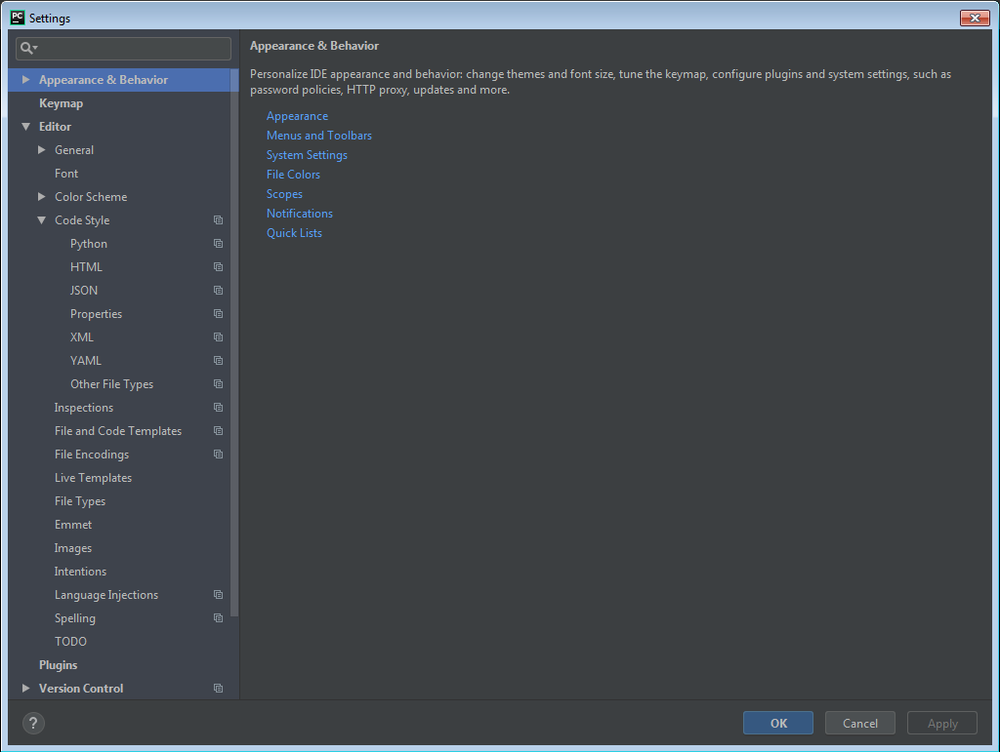 PC Settings
Appearance & Behavior
Keymap
Editor
General
Font
Color Scheme
Code Style
Python
HTML
JSON
Properties
XML
YAML
Other File Types
Inspections
File and Code Templates
File Encodings
Live Templates
File Types
Emmet
Images
Intentions
Language Injections
Spelling
TODO
Plugins
Version Control
Appearance & Behavior
Personalize IDE appearance and behavior: change themes and font size, tune the keymap, configure plugins and system settings, such as
password policies, HTTP proxy, updates and more.
Appearance
Menus and Toolbars
System Settings
File Colors
Scopes
Notifications
Quick Lists
? OK Cancel Apply